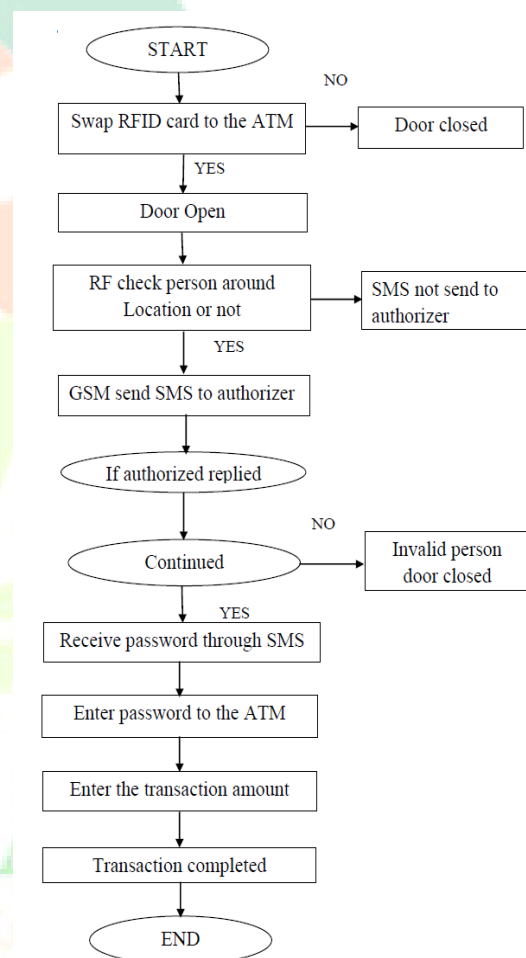 START
NO
Swap RFID card to the ATM
Door closed
YES
Door Open
RF check person around
Location or not
SMS not send to
authorizer
YES
GSM send SMS to authorizer
If authorized replied
NO
Continued
Invalid person
door closed
YES
Receive password through SMS
Enter password to the ATM
Enter the transaction amount
Transaction completed
END